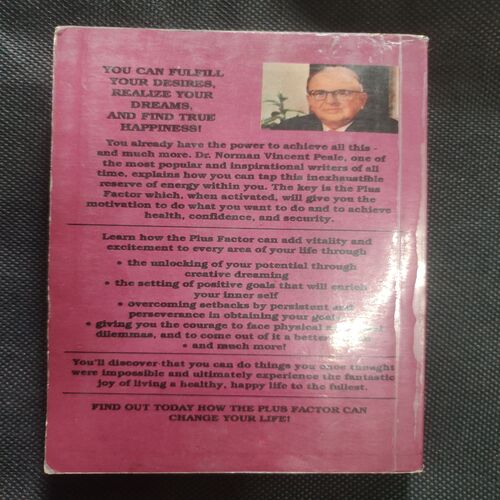 YOU CAN FULFILL
YOUR DESIRES,
REALIZE YOUR
DREAMS,
AND FIND TRUE
HAPPINESS!
You already have the power to achieve all this -
and much more. Dr. Norman Vincent Peale, one of
the most popular and inspirational writers of all
time, explains how you can tap this inexhaustible
reserve of energy within you. The key is the Plus
Factor which, when activated, will give you the
motivation to do what you want to do and to achieve
health, confidence, and security.
Learn how the Plus Factor can add vitality and
excitement to every area of your life through
• the unlocking of your potential through
creative dreaming
• the setting of positive goals that will enrich
your inner self
• overcoming setbacks by persistent and
perseverance in obtaining your goals
• giving you the courage to face physical
dilemmas, and to come out of a better
• and much more!
You'll discover that you can do things you once thought
were impossible and ultimately experience the fantastic
joy of living a healthy, happy life to the fullest.
FIND OUT TODAY HOW THE PLUS FACTOR CAN
CHANGE YOUR LIFE!